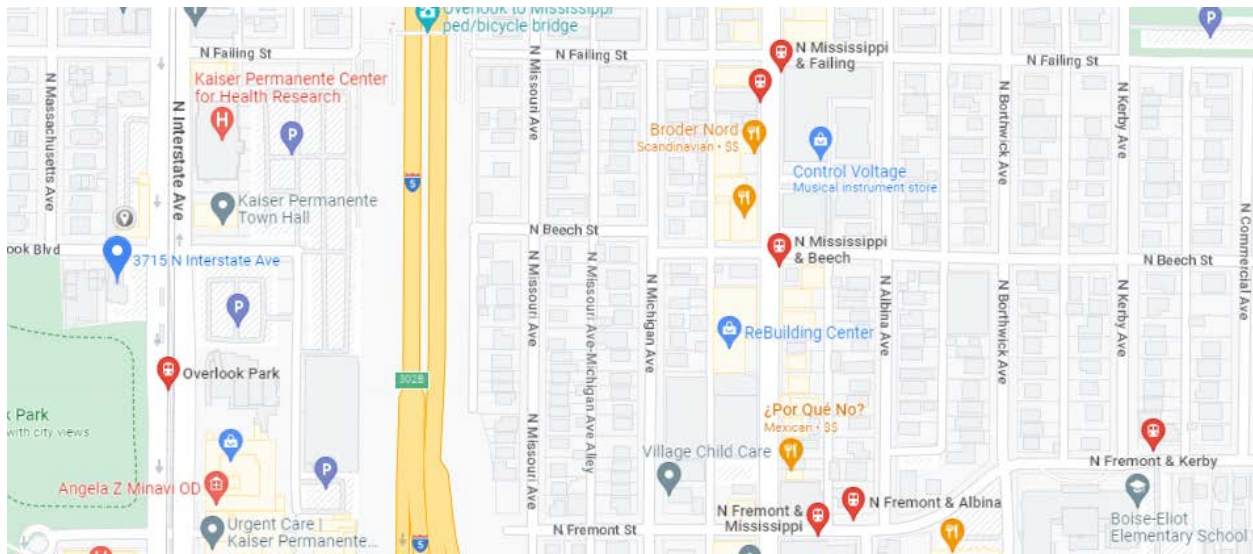 Overlook to Mississippi
ped/bicycle bridge
N Failing St
N Mississippi
& Failing
N Failing St
P
Kaiser Permanente Center
for Health Research
H
P
N Massachusetts Ave
N Interstate Ave
5
N Missouri Ave
Broder Nord
Scandinavian • $$
Control Voltage
Musical instrument store
N Borthwick Ave
N Kerby Ave
Kaiser Permanente
Town Hall
N Beech St
N Mississippi
& Beech
N Beech St
N Commercial Ave
ook Blvd
3715 N Interstate Ave
P
N Missouri Ave
N Missouri Ave-Michigan Ave Alley
N Michigan Ave
N Albina Ave
N Borthwick Ave
N Kerby Ave
ReBuilding Center
Overlook Park
302B
k Park
with city views
¿Por Qué No?
Mexican • $$
N Missouri Ave
Village Child Care
N Fremont & Kerby
P
Angela Z Minavi OD
N Fremont &
Mississippi
N Fremont & Albina
Urgent Care |
Kaiser Permanente...
5
N Fremont St
Boise-Eliot
Elementary School